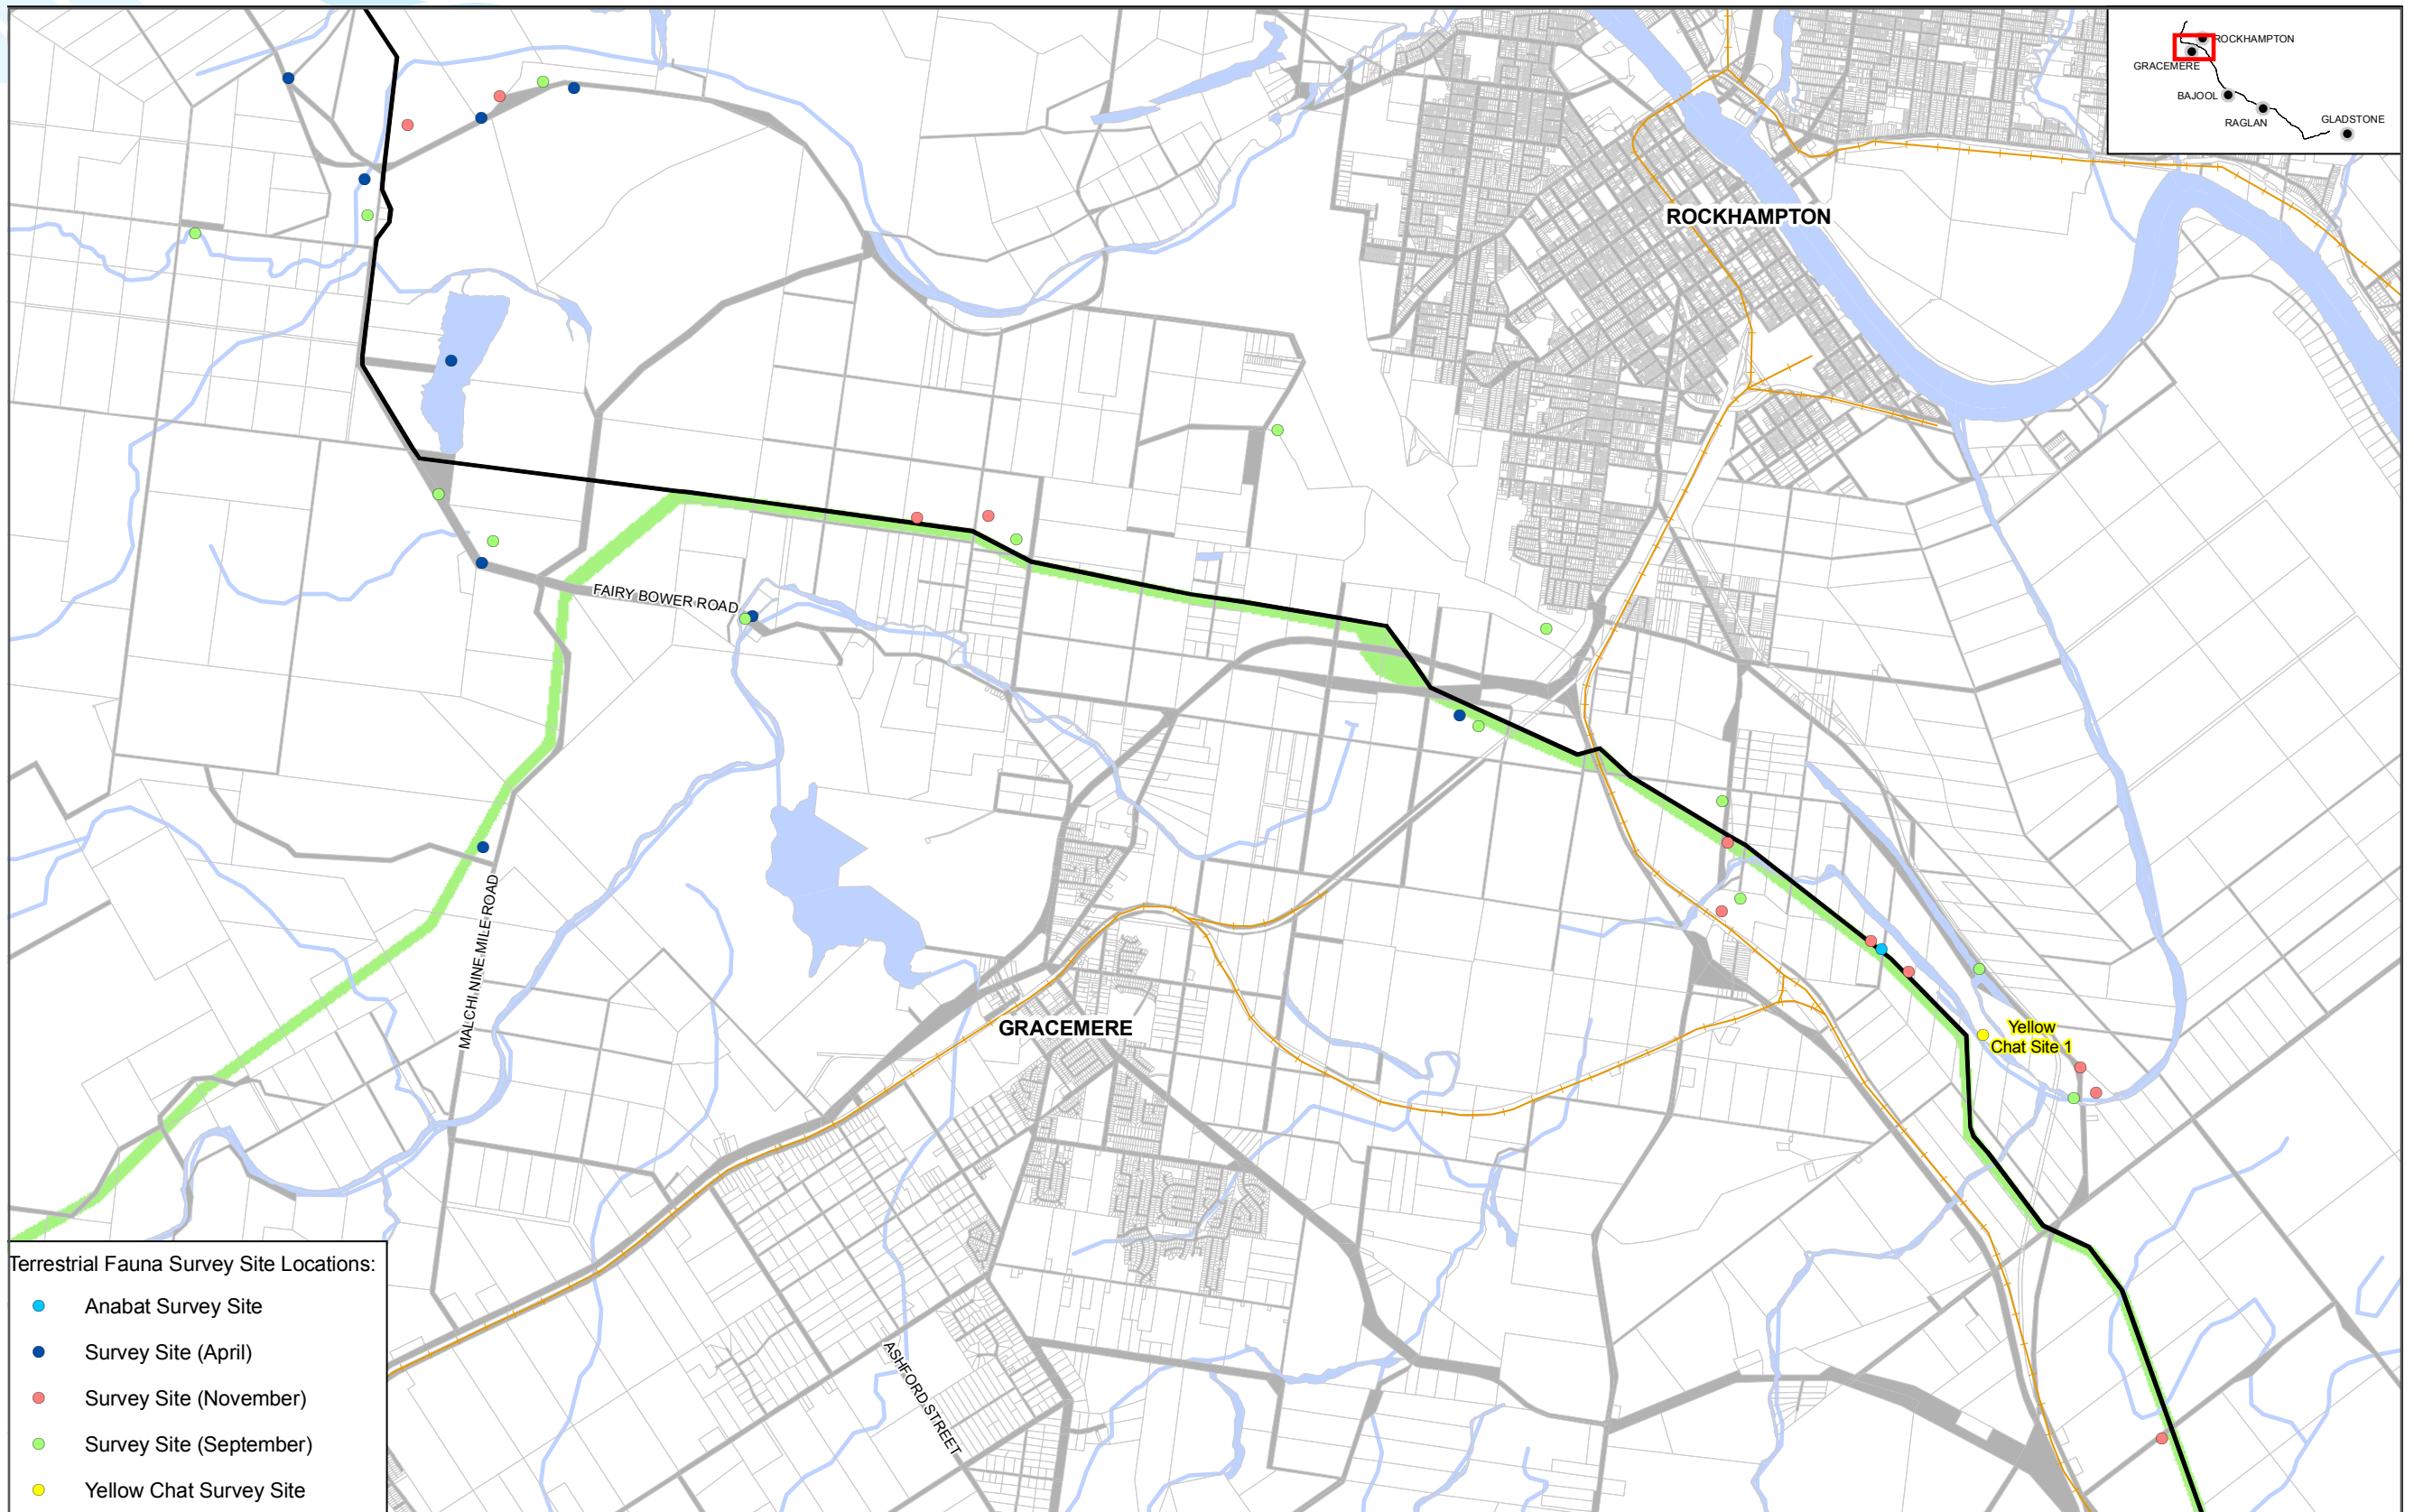 ROCKHAMPTON
GRACEMERE
BAJOOL
RAGLAN
GLADSTONE
ROCKHAMPTON
FAIRY BOWER ROAD
MALCHI NINE MILE ROAD
GRACEMERE
Yellow
Chat Site 1
ASHFORD STREET
Terrestrial Fauna Survey Site Locations:
Anabat Survey Site
Survey Site (April)
Survey Site (November)
Survey Site (September)
Yellow Chat Survey Site